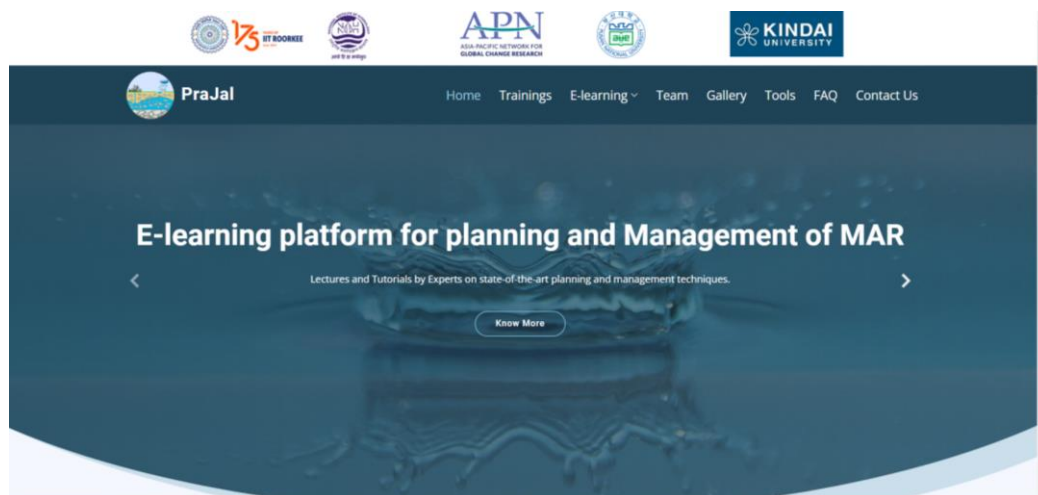 175
IIT ROORKEE
NIH
APN
ASIA-PACIFIC NETWORK FOR
GLOBAL CHANGE RESEARCH
KINDAI
UNIVERSITY
PraJal
Home Trainings E-learning Team Gallery Tools FAQ Contact Us
E-learning platform for planning and Management of MAR
Lectures and Tutorials by Experts on state-of-the-art planning and management techniques.
Know More